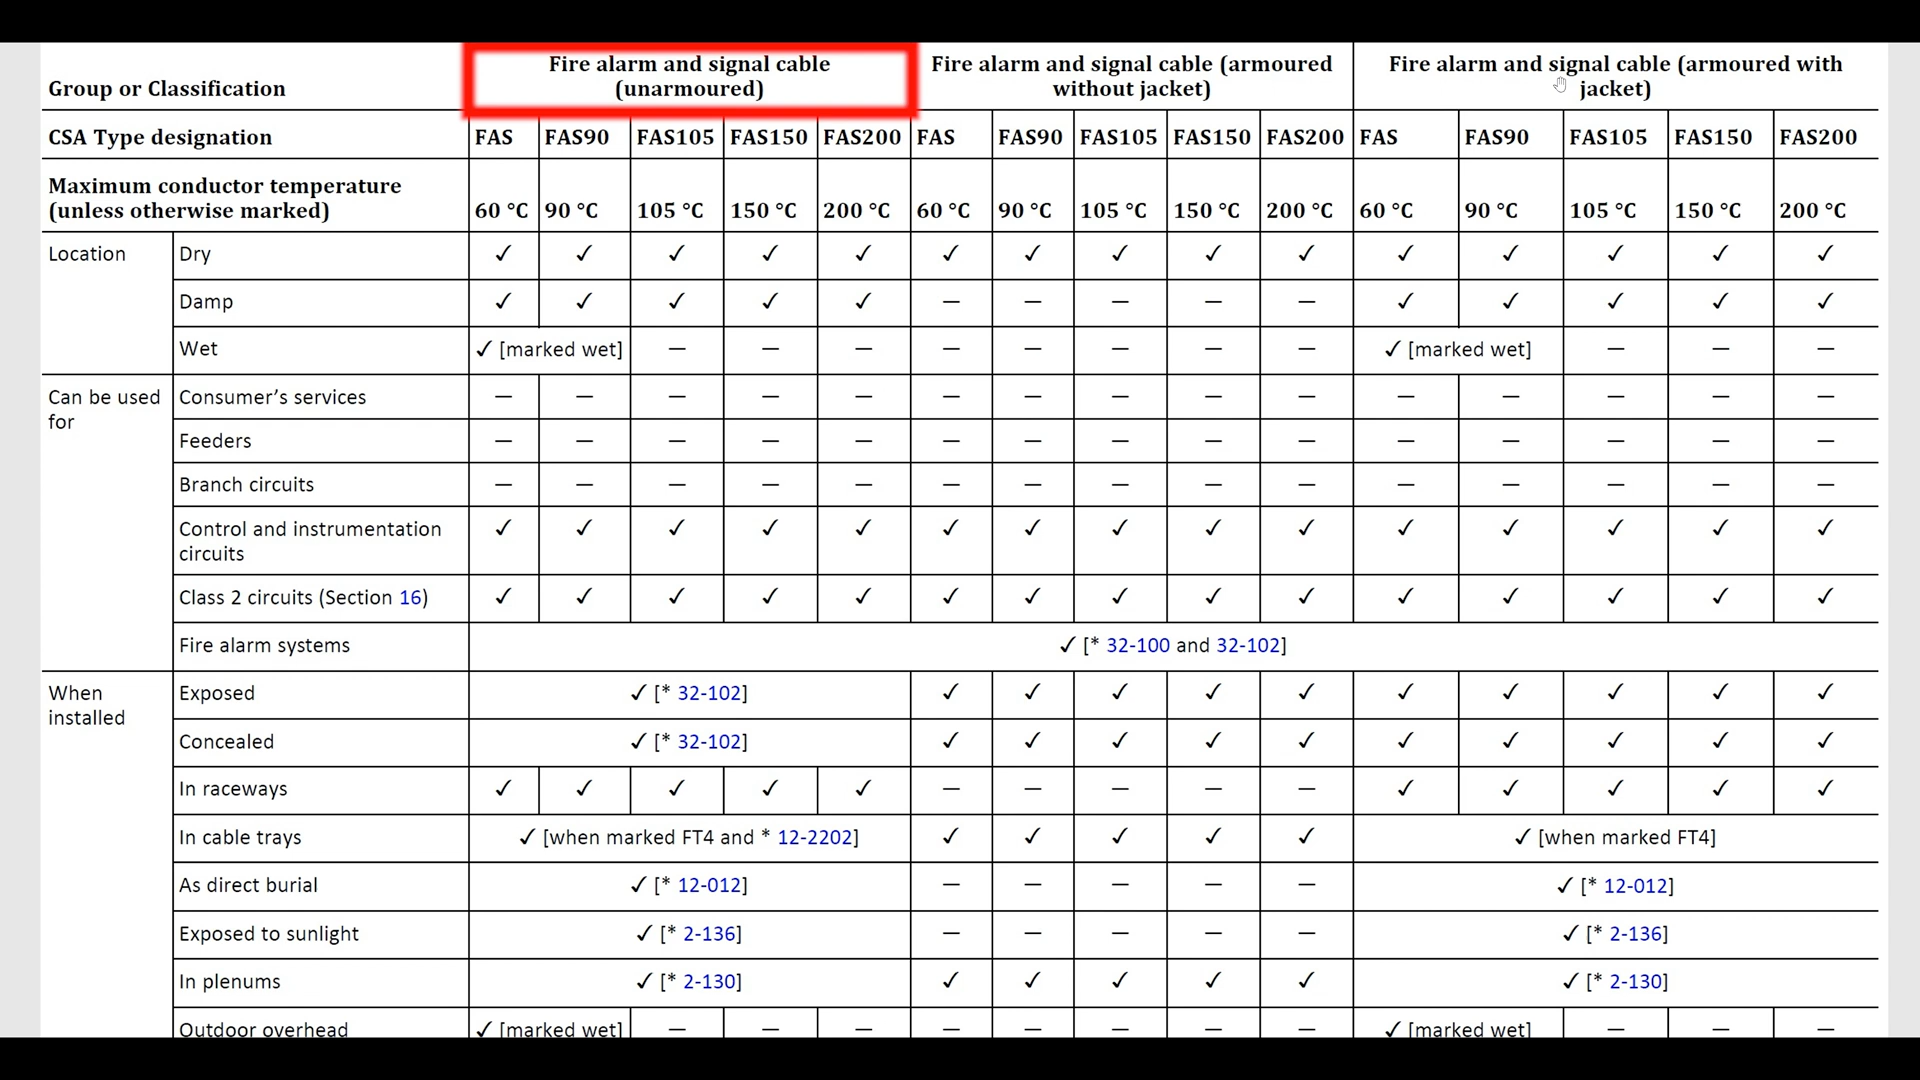 Group or Classification
Fire alarm and signal cable
(unarmoured)
Fire alarm and signal cable (armoured
without jacket)
Fire alarm and signal cable (armoured with
jacket)
CSA Type designation FAS FAS90 FAS105 FAS150 FAS200 FAS FAS90 FAS105 FAS150 FAS200 FAS FAS90 FAS105 FAS150 FAS200
Maximum conductor temperature
(unless otherwise marked) 60 °C 90 °C 105 °C 150 °C 200 °C 60 °C 90 °C 105 °C 150 °C 200 °C 60 °C 90 °C 105 °C 150 °C 200 °C
Location Dry ✓ ✓ ✓ ✓ ✓ ✓ ✓ ✓ ✓ ✓ ✓ ✓ ✓ ✓ ✓
Damp ✓ ✓ ✓ ✓ ✓ — — — — — ✓ ✓ ✓ ✓ ✓
Wet ✓ [marked wet] — — — — — — — — ✓ [marked wet] — — —
Can be used
for
Consumer’s services — — — — — — — — — — — — — — —
Feeders — — — — — — — — — — — — — — —
Branch circuits — — — — — — — — — — — — — — —
Control and instrumentation
circuits ✓ ✓ ✓ ✓ ✓ ✓ ✓ ✓ ✓ ✓ ✓ ✓ ✓ ✓ ✓
Class 2 circuits (Section 16) ✓ ✓ ✓ ✓ ✓ ✓ ✓ ✓ ✓ ✓ ✓ ✓ ✓ ✓ ✓
Fire alarm systems ✓ [* 32-100 and 32-102]
When
installed
Exposed ✓ [* 32-102] ✓ ✓ ✓ ✓ ✓ ✓ ✓ ✓ ✓ ✓
Concealed ✓ [* 32-102] ✓ ✓ ✓ ✓ ✓ ✓ ✓ ✓ ✓ ✓
In raceways ✓ ✓ ✓ ✓ ✓ — — — — — ✓ ✓ ✓ ✓ ✓
In cable trays ✓ [when marked FT4 and * 12-2202] ✓ ✓ ✓ ✓ ✓ ✓ [when marked FT4]
As direct burial ✓ [* 12-012] — — — — — ✓ [* 12-012]
Exposed to sunlight ✓ [* 2-136] — — — — — ✓ [* 2-136]
In plenums ✓ [* 2-130] ✓ ✓ ✓ ✓ ✓ ✓ [* 2-130]
Outdoor overhead ✓ [marked wet] — — — — — — — — ✓ [marked wet] — — —